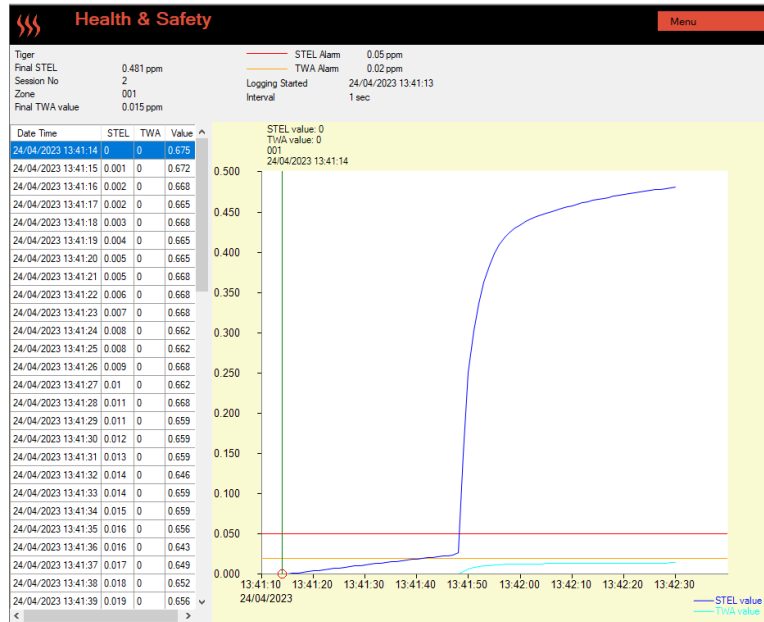 Health & Safety
Menu
Tiger
Final STEL 0.481 ppm
Session No 2
Zone 001
Final TWA value 0.015 ppm
STEL Alarm 0.05 ppm
TWA Alarm 0.02 ppm
Logging Started 24/04/2023 13:41:13
Interval 1 sec
Date Time STEL TWA Value
24/04/2023 13:41:14 0 0 0.675
24/04/2023 13:41:15 0.001 0 0.672
24/04/2023 13:41:16 0.002 0 0.668
24/04/2023 13:41:17 0.002 0 0.665
24/04/2023 13:41:18 0.003 0 0.668
24/04/2023 13:41:19 0.004 0 0.665
24/04/2023 13:41:20 0.005 0 0.665
24/04/2023 13:41:21 0.005 0 0.668
24/04/2023 13:41:22 0.006 0 0.668
24/04/2023 13:41:23 0.007 0 0.668
24/04/2023 13:41:24 0.008 0 0.662
24/04/2023 13:41:25 0.008 0 0.662
24/04/2023 13:41:26 0.009 0 0.668
24/04/2023 13:41:27 0.01 0 0.662
24/04/2023 13:41:28 0.011 0 0.668
24/04/2023 13:41:29 0.011 0 0.659
24/04/2023 13:41:30 0.012 0 0.659
24/04/2023 13:41:31 0.013 0 0.659
24/04/2023 13:41:32 0.014 0 0.646
24/04/2023 13:41:33 0.014 0 0.659
24/04/2023 13:41:34 0.015 0 0.659
24/04/2023 13:41:35 0.016 0 0.656
24/04/2023 13:41:36 0.016 0 0.643
24/04/2023 13:41:37 0.017 0 0.649
24/04/2023 13:41:38 0.018 0 0.652
24/04/2023 13:41:39 0.019 0 0.656
STEL value: 0
TWA value: 0
001
24/04/2023 13:41:14
0.500
0.450
0.400
0.350
0.300
0.250
0.200
0.150
0.100
0.050
0.000
13:41:10 13:41:20 13:41:30 13:41:40 13:41:50 13:42:00 13:42:10 13:42:20 13:42:30
24/04/2023
STEL value
TWA value